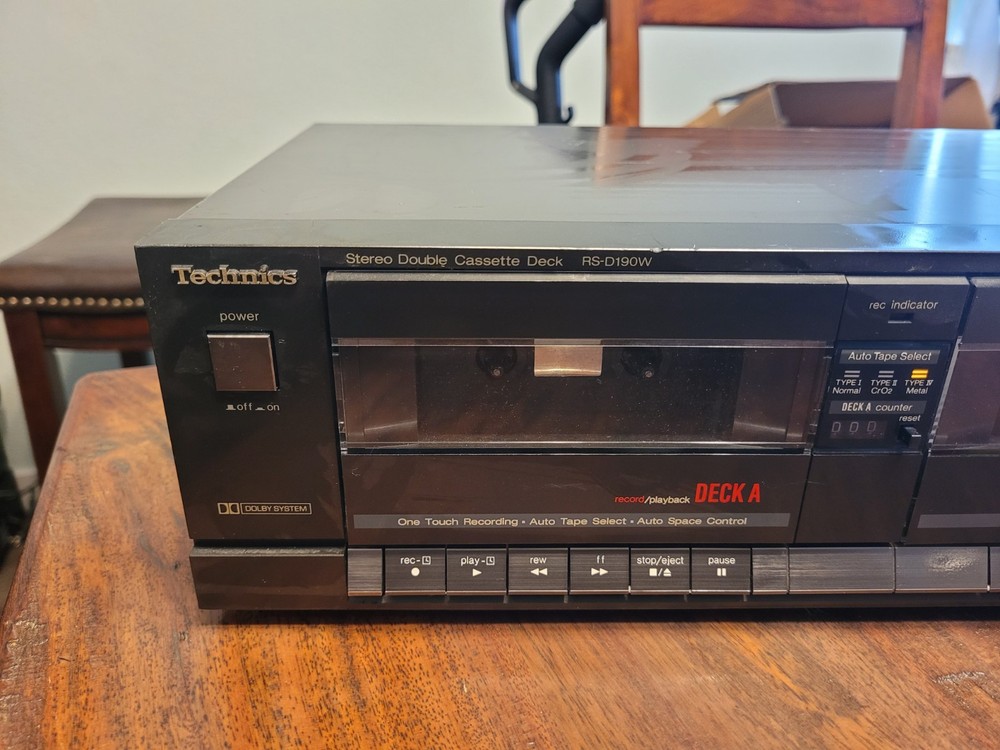 Stereo Double Cassette Deck RS-D190W
Technics
power
off on
DOLBY SYSTEM
rec indicator
Auto Tape Select
TYPE I TYPE II TYPE IV
Normal CrO2 Metal
DECK A counter
reset
000
record/playback DECK A
One Touch Recording • Auto Tape Select • Auto Space Control
rec- play- rew ff stop/eject pause